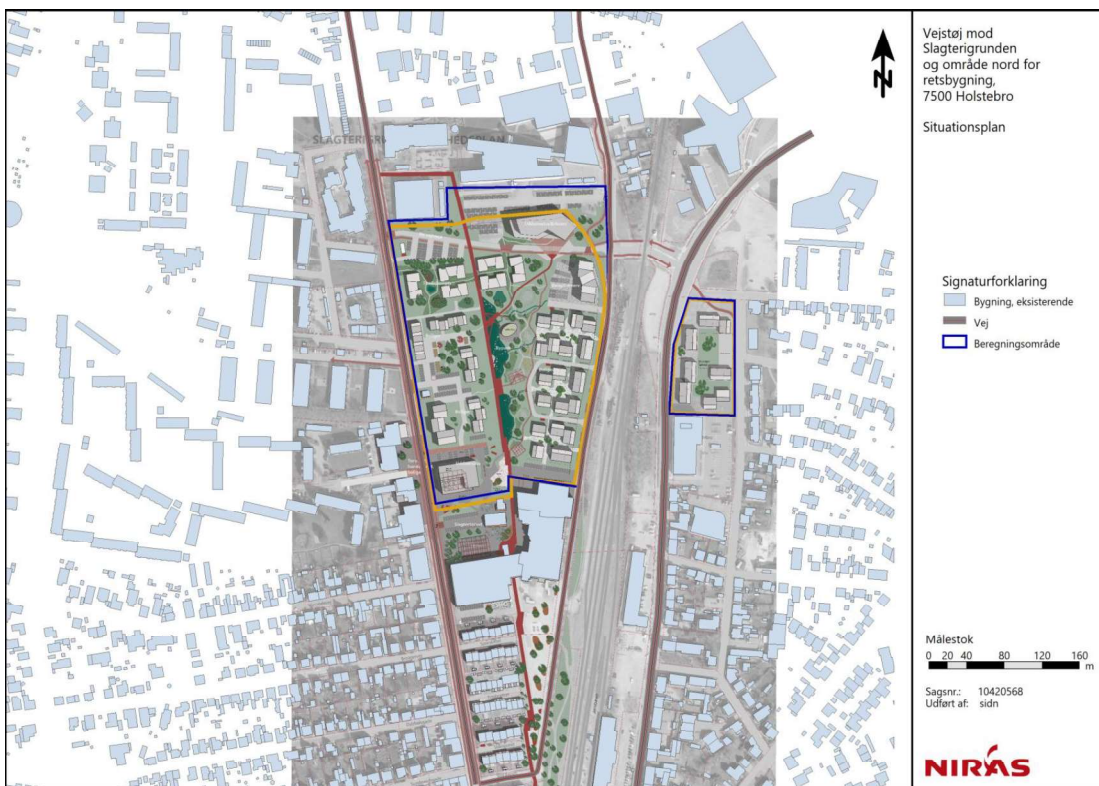 Vejstøj mod
Slagterigrunden
og område nord for
retsbygning,
7500 Holstebro
Situationsplan
N
Signaturforklaring
Bygning, eksisterende
Vej
Beregningsområde
Målestok
0 20 40 80 120 160
m
Sagsnr.: 10420568
Udført af: sidn
NIRAS